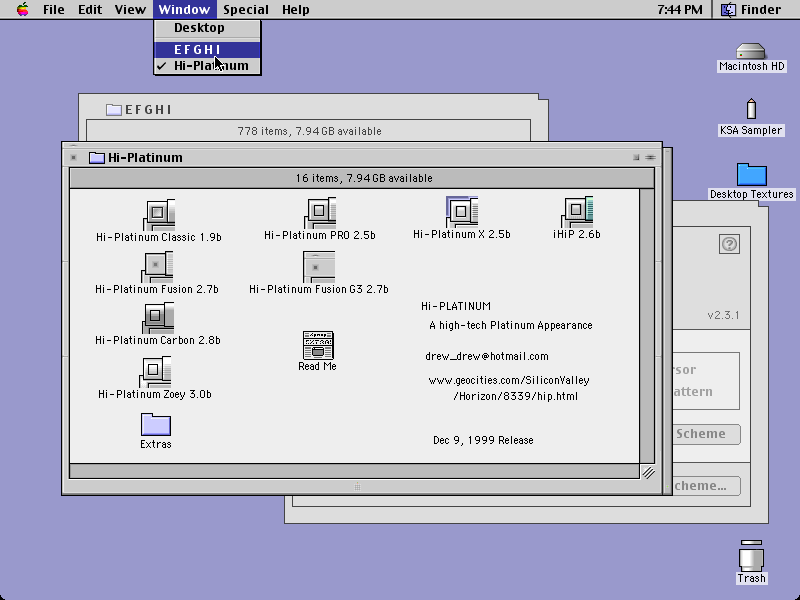 File Edit View Window Special Help 7:44 PM Finder
Desktop
E F G H I
✓ Hi-Platinum
Macintosh HD
KSA Sampler
Desktop Textures
E F G H I
778 items, 7.94 GB available
Hi-Platinum
16 items, 7.94 GB available
Hi-Platinum Classic 1.9b
Hi-Platinum PRO 2.5b
Hi-Platinum X 2.5b
iHiP 2.6b
Hi-Platinum Fusion 2.7b
Hi-Platinum Fusion G3 2.7b
Hi-PLATINUM
A high-tech Platinum Appearance
Hi-Platinum Carbon 2.8b
Read Me
drew_drew@hotmail.com
www.geocities.com/SiliconValley
/Horizon/8339/hip.html
Hi-Platinum Zoey 3.0b
Extras
Dec 9, 1999 Release
?
v2.3.1
rsor
attern
Scheme
cheme...
Trash